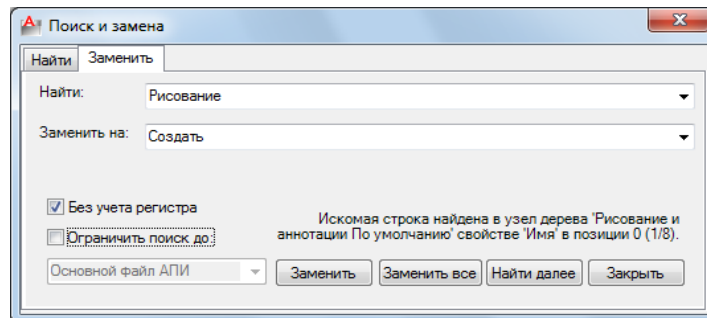 Поиск и замена
Найти Заменить
Найти: Рисование
Заменить на: Создать
Без учета регистра
Искомая строка найдена в узел дерева 'Рисование и
Ограничить поиск до: аннотации По умолчанию' свойстве 'Имя' в позиции 0 (1/8).
Основной файл АПИ Заменить Заменить все Найти далее Закрыть